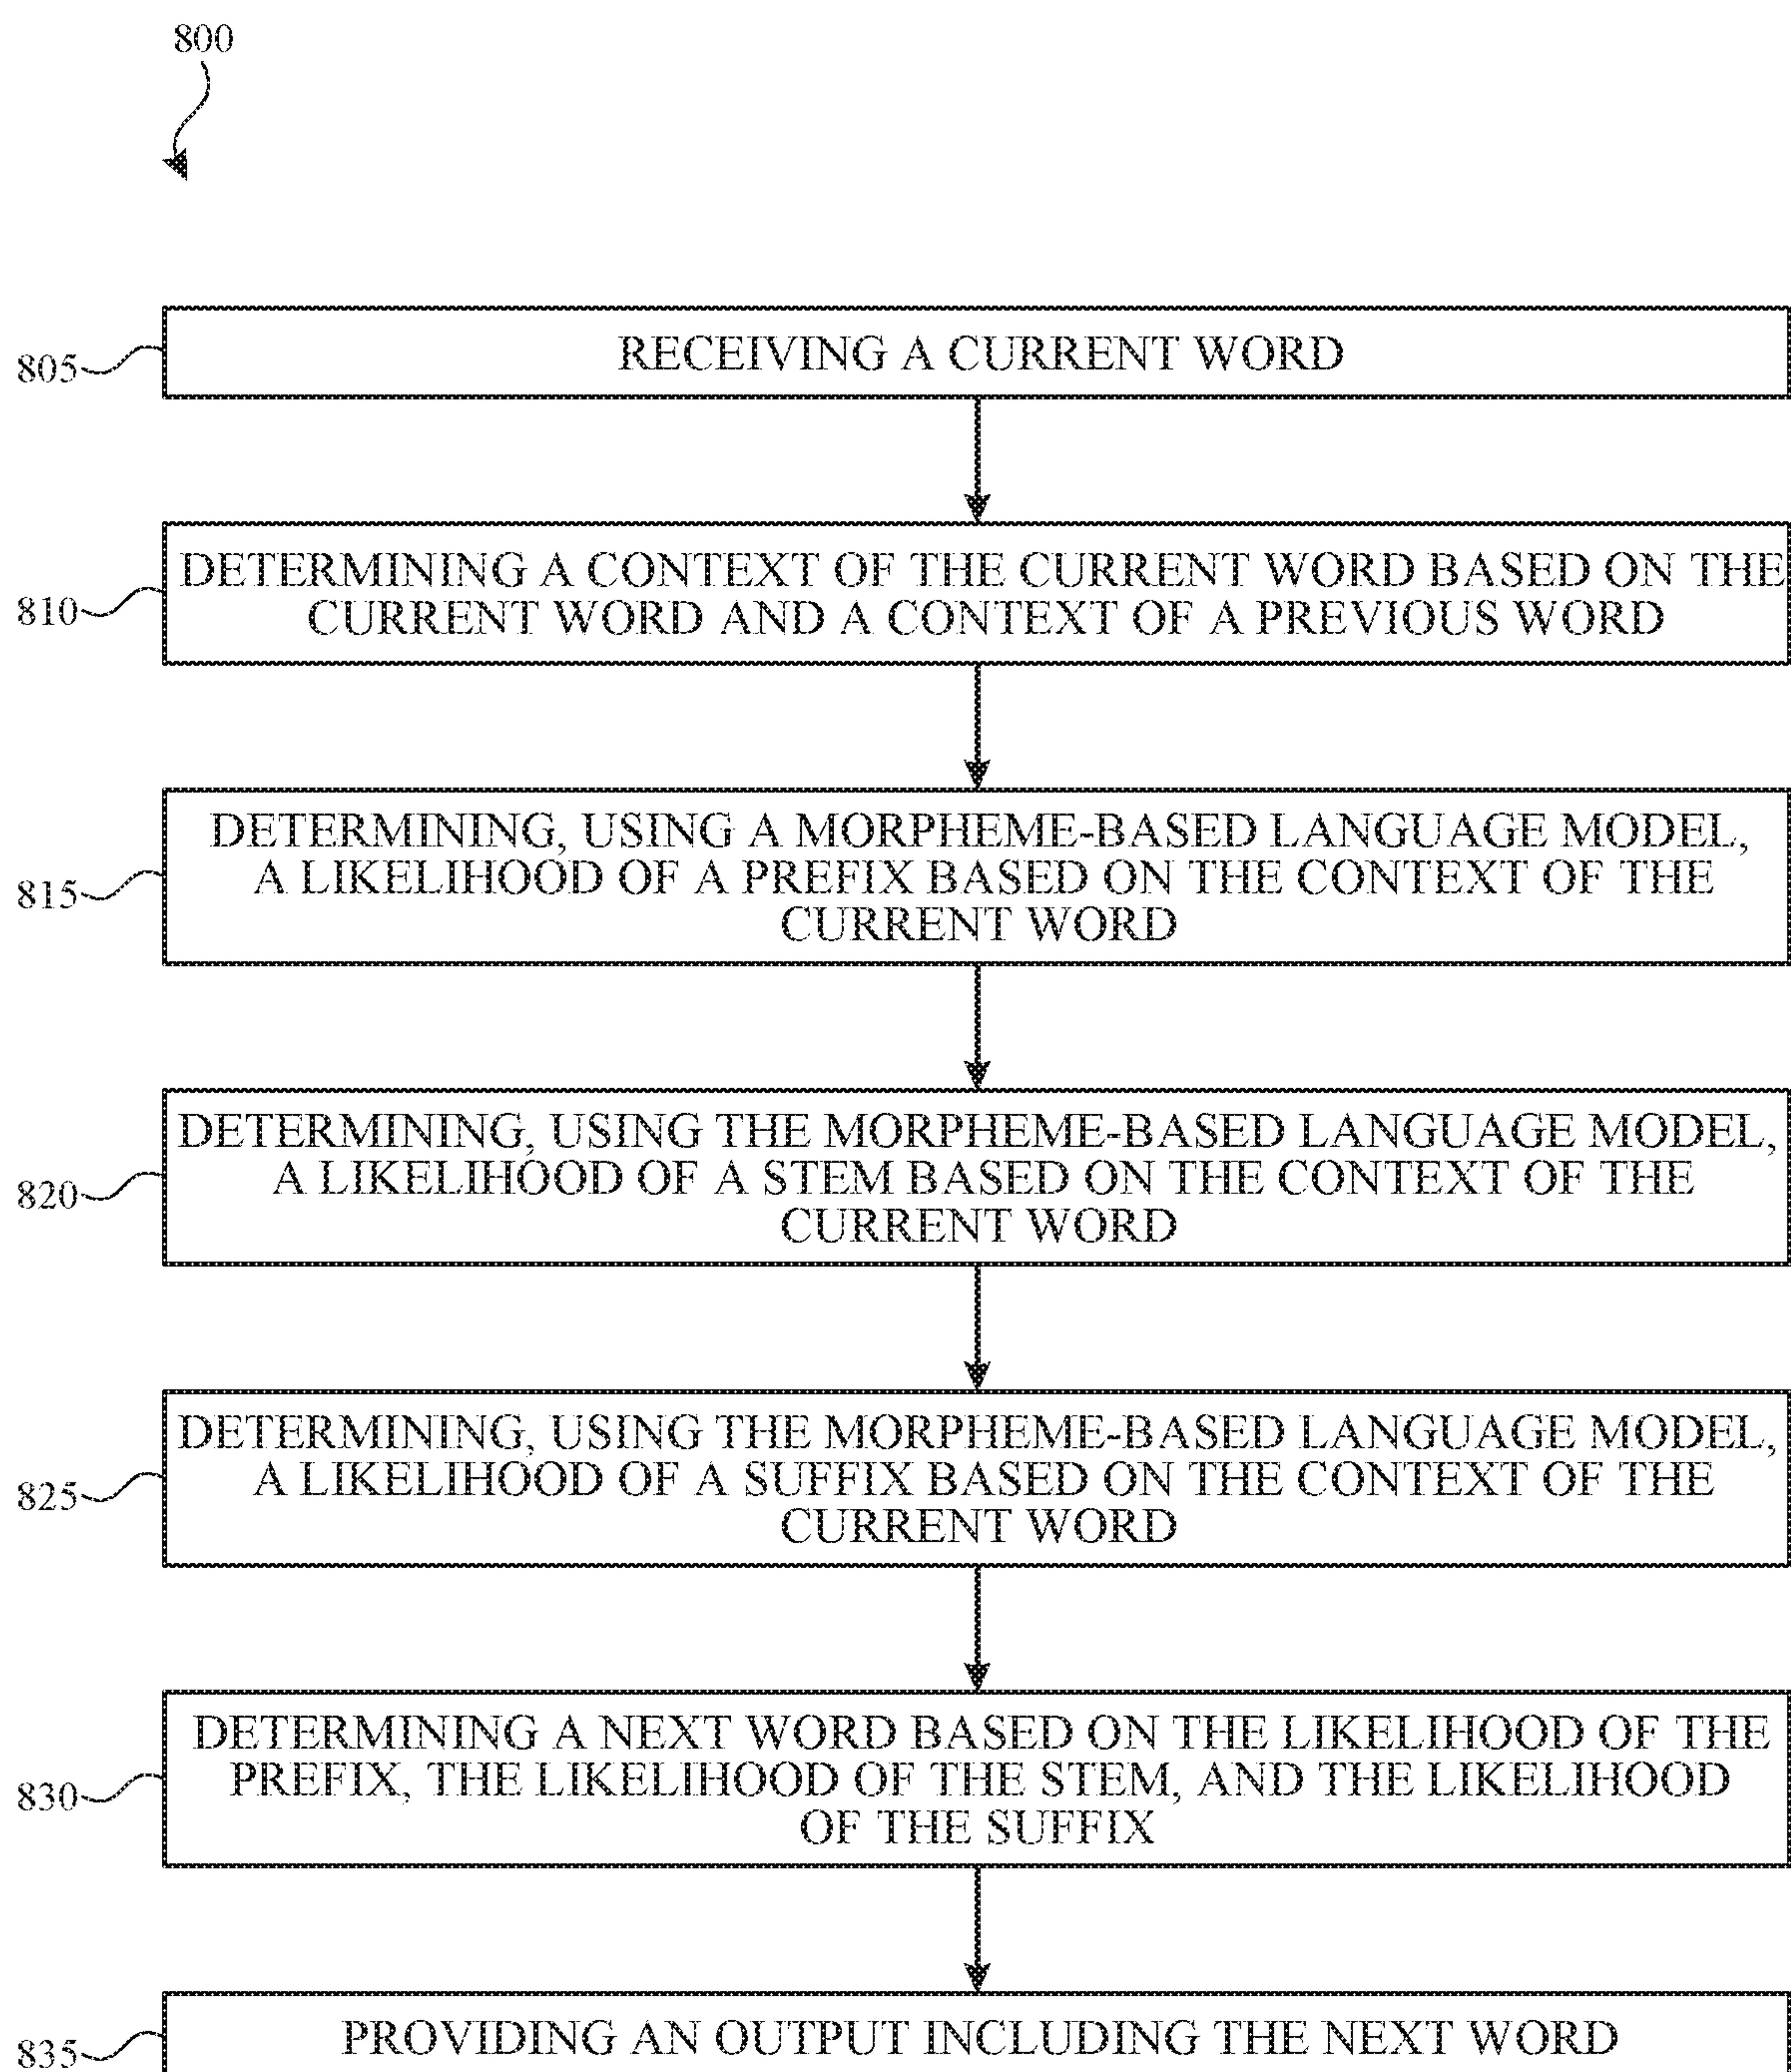 800
805
RECEIVING A CURRENT WORD
810
DETERMINING A CONTEXT OF THE CURRENT WORD BASED ON THE
CURRENT WORD AND A CONTEXT OF A PREVIOUS WORD
815
DETERMINING, USING A MORPHEME-BASED LANGUAGE MODEL,
A LIKELIHOOD OF A PREFIX BASED ON THE CONTEXT OF THE
CURRENT WORD
820
DETERMINING, USING THE MORPHEME-BASED LANGUAGE MODEL,
A LIKELIHOOD OF A STEM BASED ON THE CONTEXT OF THE
CURRENT WORD
825
DETERMINING, USING THE MORPHEME-BASED LANGUAGE MODEL,
A LIKELIHOOD OF A SUFFIX BASED ON THE CONTEXT OF THE
CURRENT WORD
830
DETERMINING A NEXT WORD BASED ON THE LIKELIHOOD OF THE
PREFIX, THE LIKELIHOOD OF THE STEM, AND THE LIKELIHOOD
OF THE SUFFIX
835
PROVIDING AN OUTPUT INCLUDING THE NEXT WORD